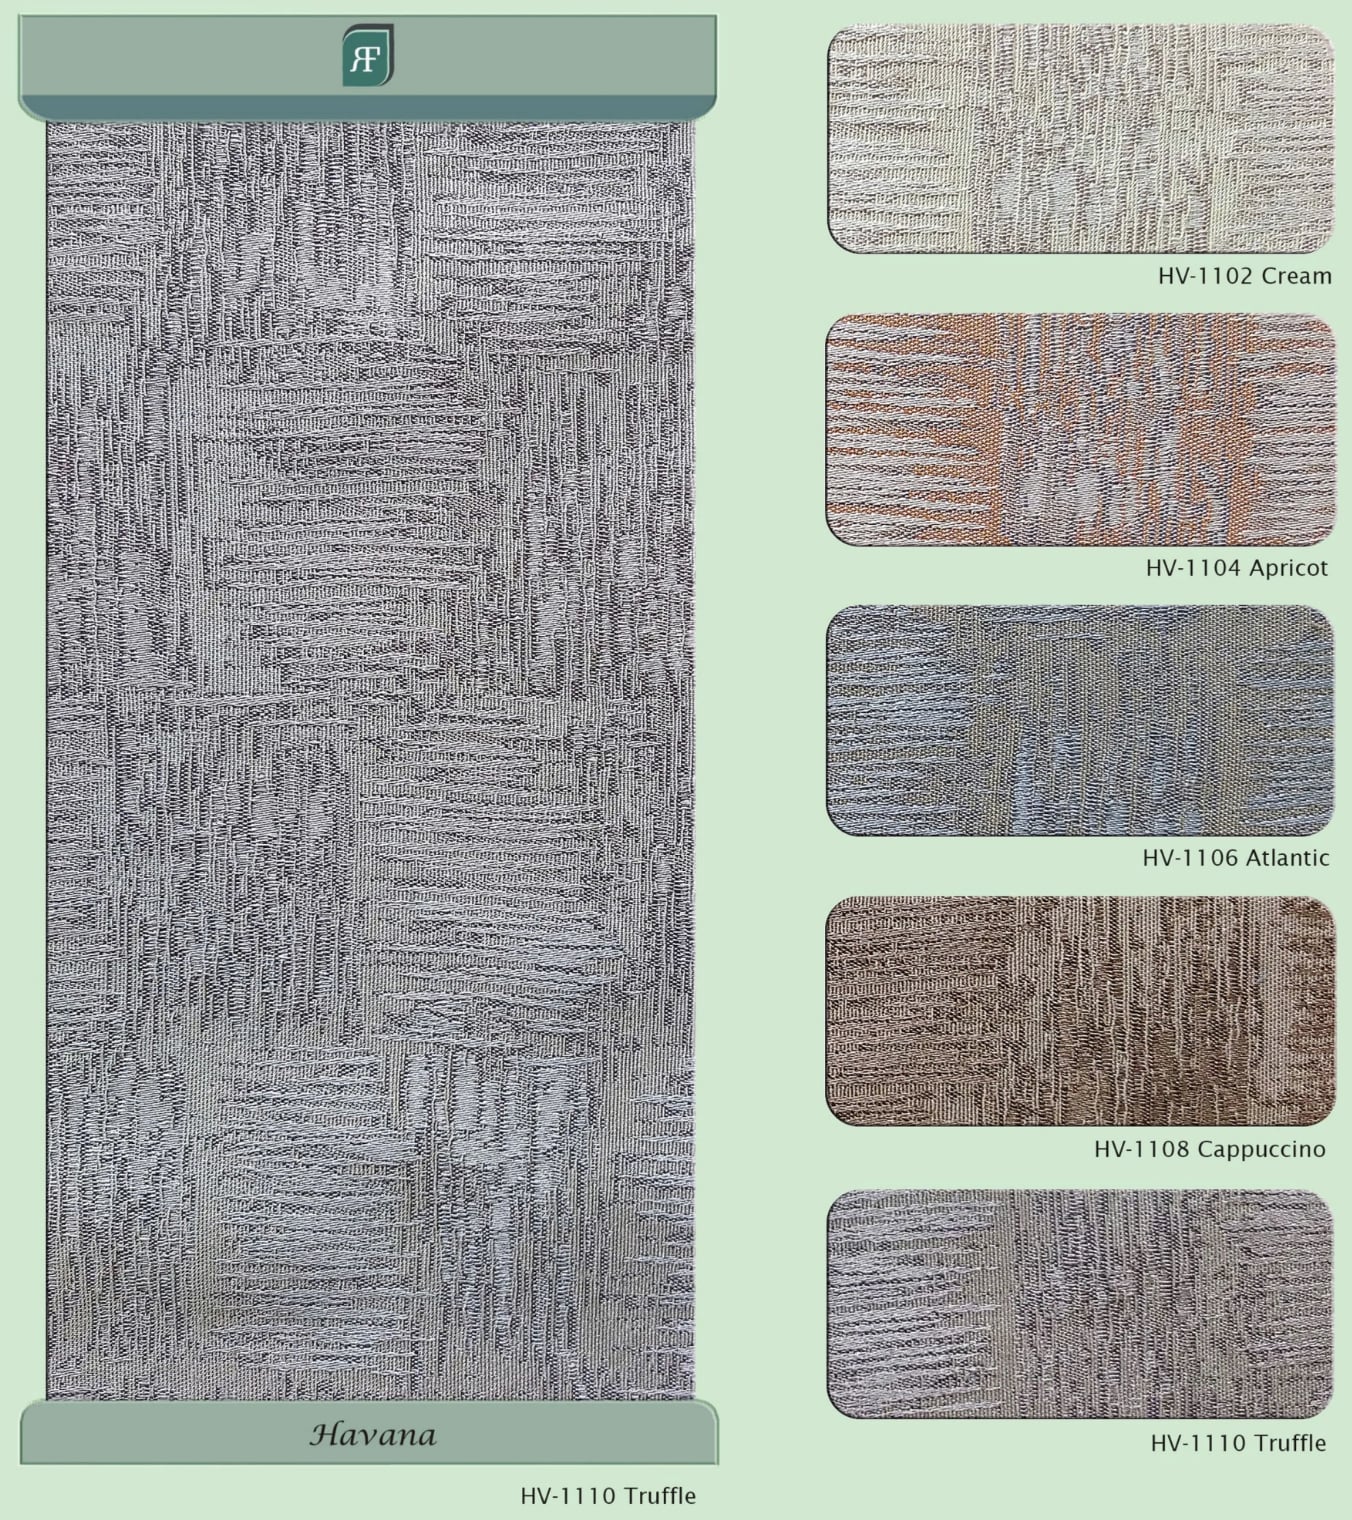 RF
Havana
HV-1110 Truffle
HV-1102 Cream
HV-1104 Apricot
HV-1106 Atlantic
HV-1108 Cappuccino
HV-1110 Truffle